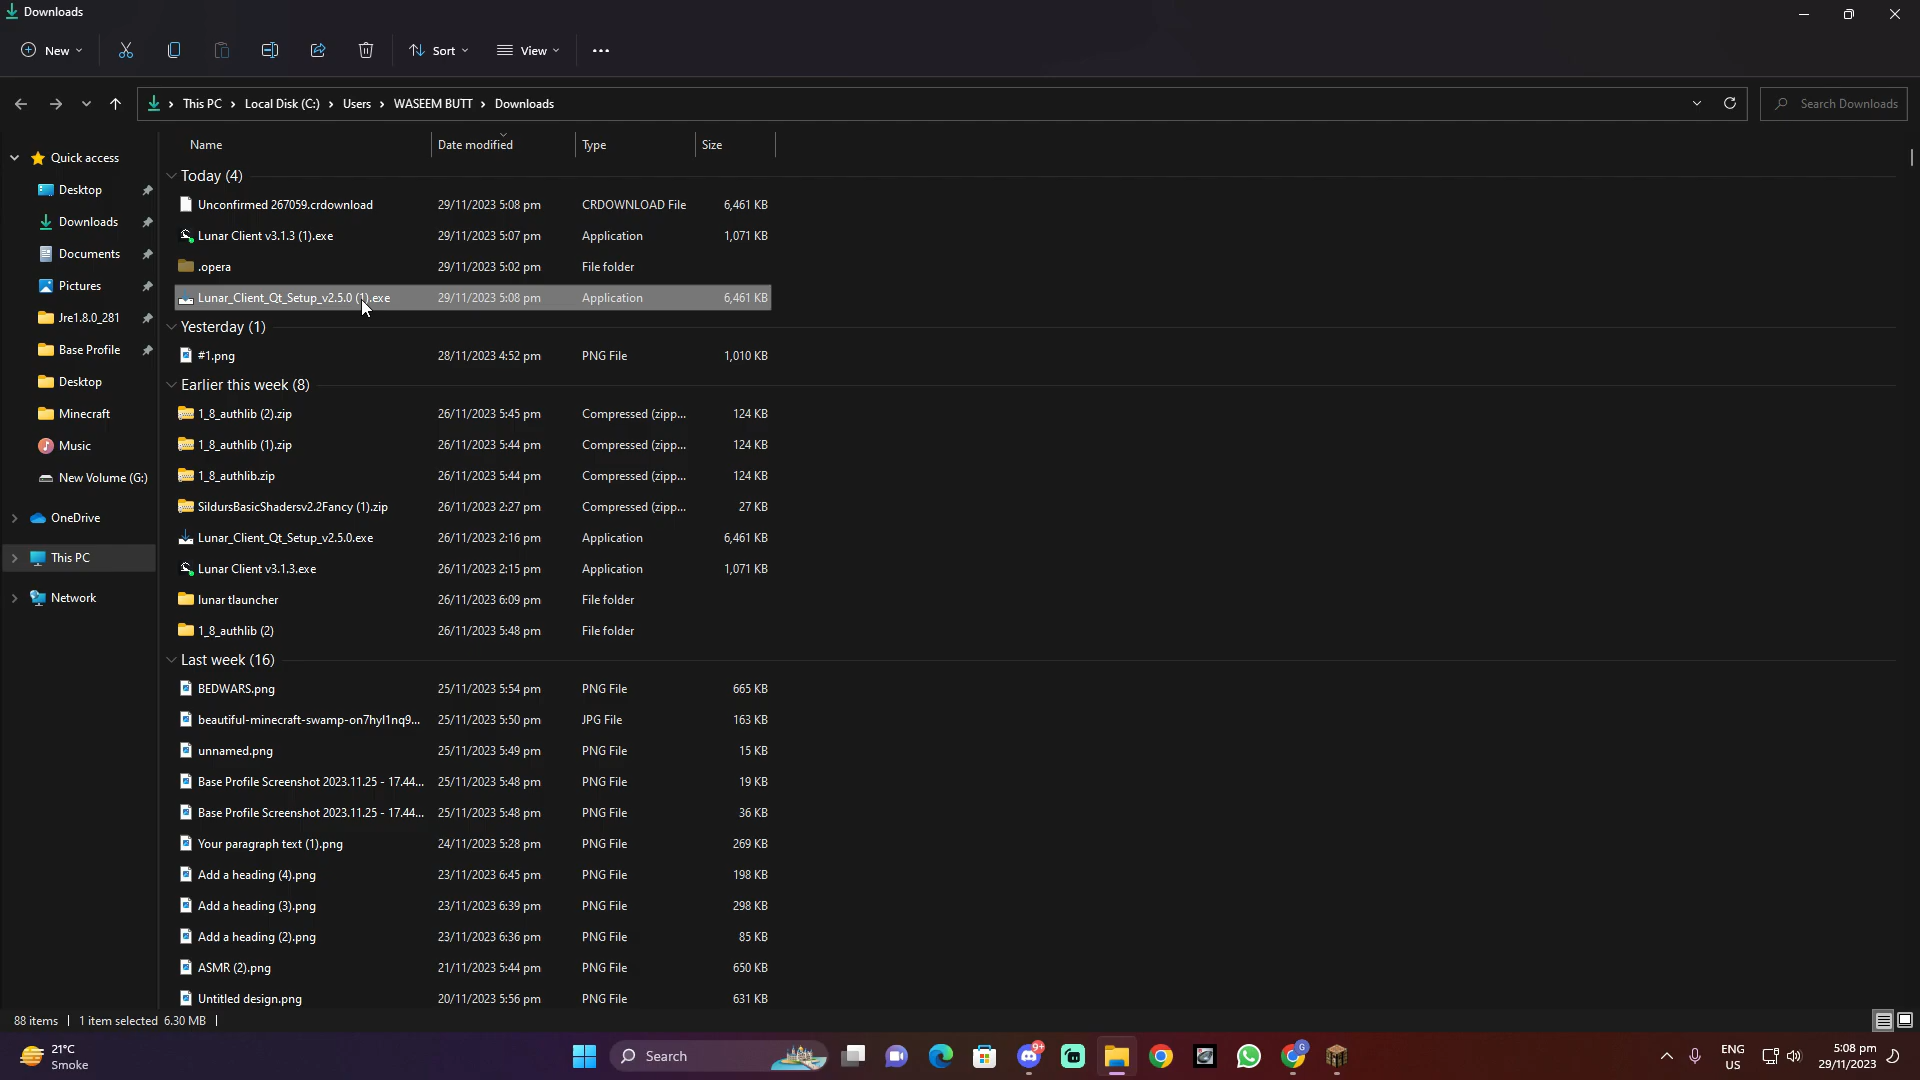 Downloads
New
Sort
View
This PC
Local Disk (C:)
Users
WASEEM BUTT
Downloads
Search Downloads
Name
Date modified
Type
Size
Quick access
Desktop
Downloads
Documents
Pictures
Jre1.8.0_281
Base Profile
Desktop
Minecraft
Music
New Volume (G:)
OneDrive
This PC
Network
Today (4)
Unconfirmed 267059.crdownload 29/11/2023 5:08 pm CRDOWNLOAD File 6,461 KB
Lunar Client v3.1.3 (1).exe 29/11/2023 5:07 pm Application 1,071 KB
.opera 29/11/2023 5:02 pm File folder
Lunar_Client_Qt_Setup_v2.5.0 (1).exe 29/11/2023 5:08 pm Application 6,461 KB
Yesterday (1)
#1.png 28/11/2023 4:52 pm PNG File 1,010 KB
Earlier this week (8)
1_8_authlib (2).zip 26/11/2023 5:45 pm Compressed (zipp... 124 KB
1_8_authlib (1).zip 26/11/2023 5:44 pm Compressed (zipp... 124 KB
1_8_authlib.zip 26/11/2023 5:44 pm Compressed (zipp... 124 KB
SildursBasicShadersv2.2Fancy (1).zip 26/11/2023 2:27 pm Compressed (zipp... 27 KB
Lunar_Client_Qt_Setup_v2.5.0.exe 26/11/2023 2:16 pm Application 6,461 KB
Lunar Client v3.1.3.exe 26/11/2023 2:15 pm Application 1,071 KB
lunar tlauncher 26/11/2023 6:09 pm File folder
1_8_authlib (2) 26/11/2023 5:48 pm File folder
Last week (16)
BEDWARS.png 25/11/2023 5:54 pm PNG File 665 KB
beautiful-minecraft-swamp-on7hyl1nq9... 25/11/2023 5:50 pm JPG File 163 KB
unnamed.png 25/11/2023 5:49 pm PNG File 15 KB
Base Profile Screenshot 2023.11.25 - 17.44... 25/11/2023 5:48 pm PNG File 19 KB
Base Profile Screenshot 2023.11.25 - 17.44... 25/11/2023 5:48 pm PNG File 36 KB
Your paragraph text (1).png 24/11/2023 5:28 pm PNG File 269 KB
Add a heading (4).png 23/11/2023 6:45 pm PNG File 198 KB
Add a heading (3).png 23/11/2023 6:39 pm PNG File 298 KB
Add a heading (2).png 23/11/2023 6:36 pm PNG File 85 KB
ASMR (2).png 21/11/2023 5:44 pm PNG File 650 KB
Untitled design.png 20/11/2023 5:56 pm PNG File 631 KB
88 items 1 item selected 6.30 MB
21°C
Smoke
Search
9+
G
ENG
US
5:08 pm
29/11/2023